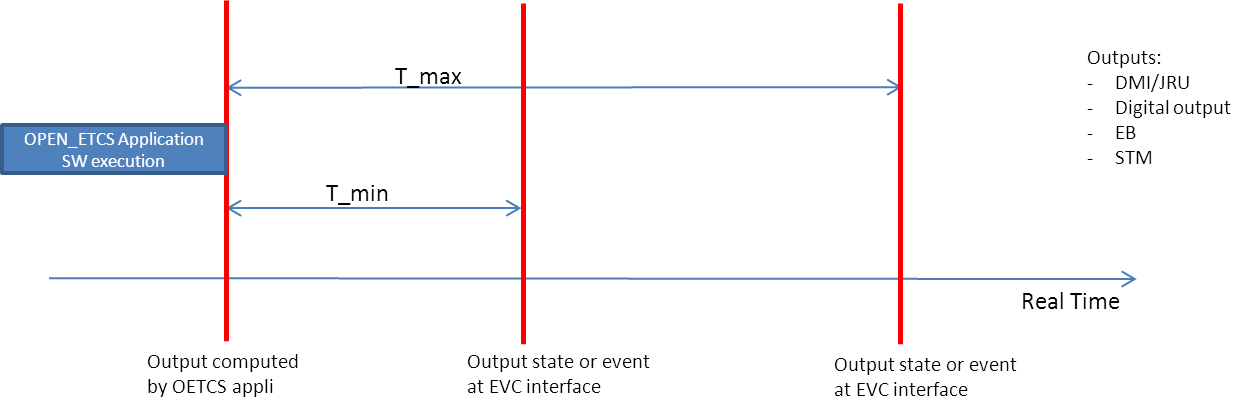 Outputs:
- DMI/JRU
- Digital output
- EB
- STM
T_max
OPEN_ETCS Application
SW execution
T_min
Real Time
Output computed
by OETCS appli
Output state or event
at EVC interface
Output state or event
at EVC interface